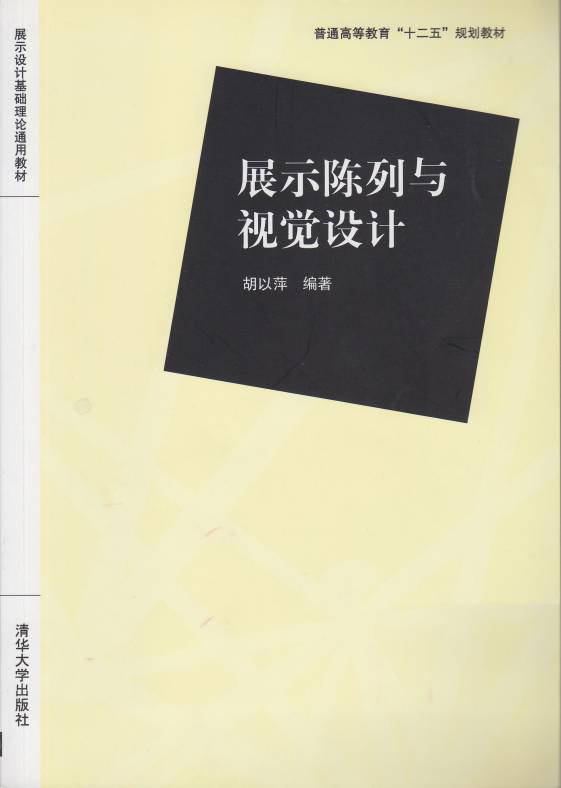 普通高等教育“十二五”规划教材
展示设计基础理论通用教材
展示陈列与
视觉设计
胡以萍 编著
清华大学出版社